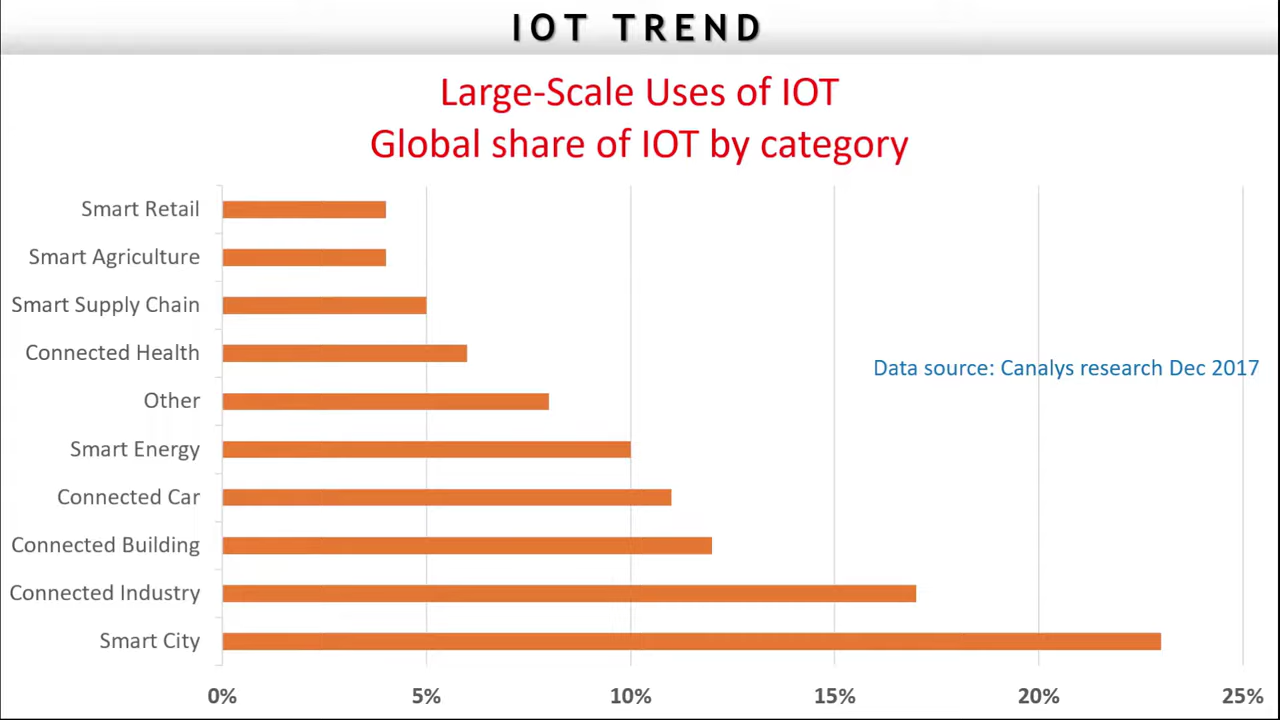 IOT TREND
Large-Scale Uses of IOT
Global share of IOT by category
Smart Retail
Smart Agriculture
Smart Supply Chain
Connected Health
Data source: Canalys research Dec 2017
Other
Smart Energy
Connected Car
Connected Building
Connected Industry
Smart City
0% 5% 10% 15% 20% 25%